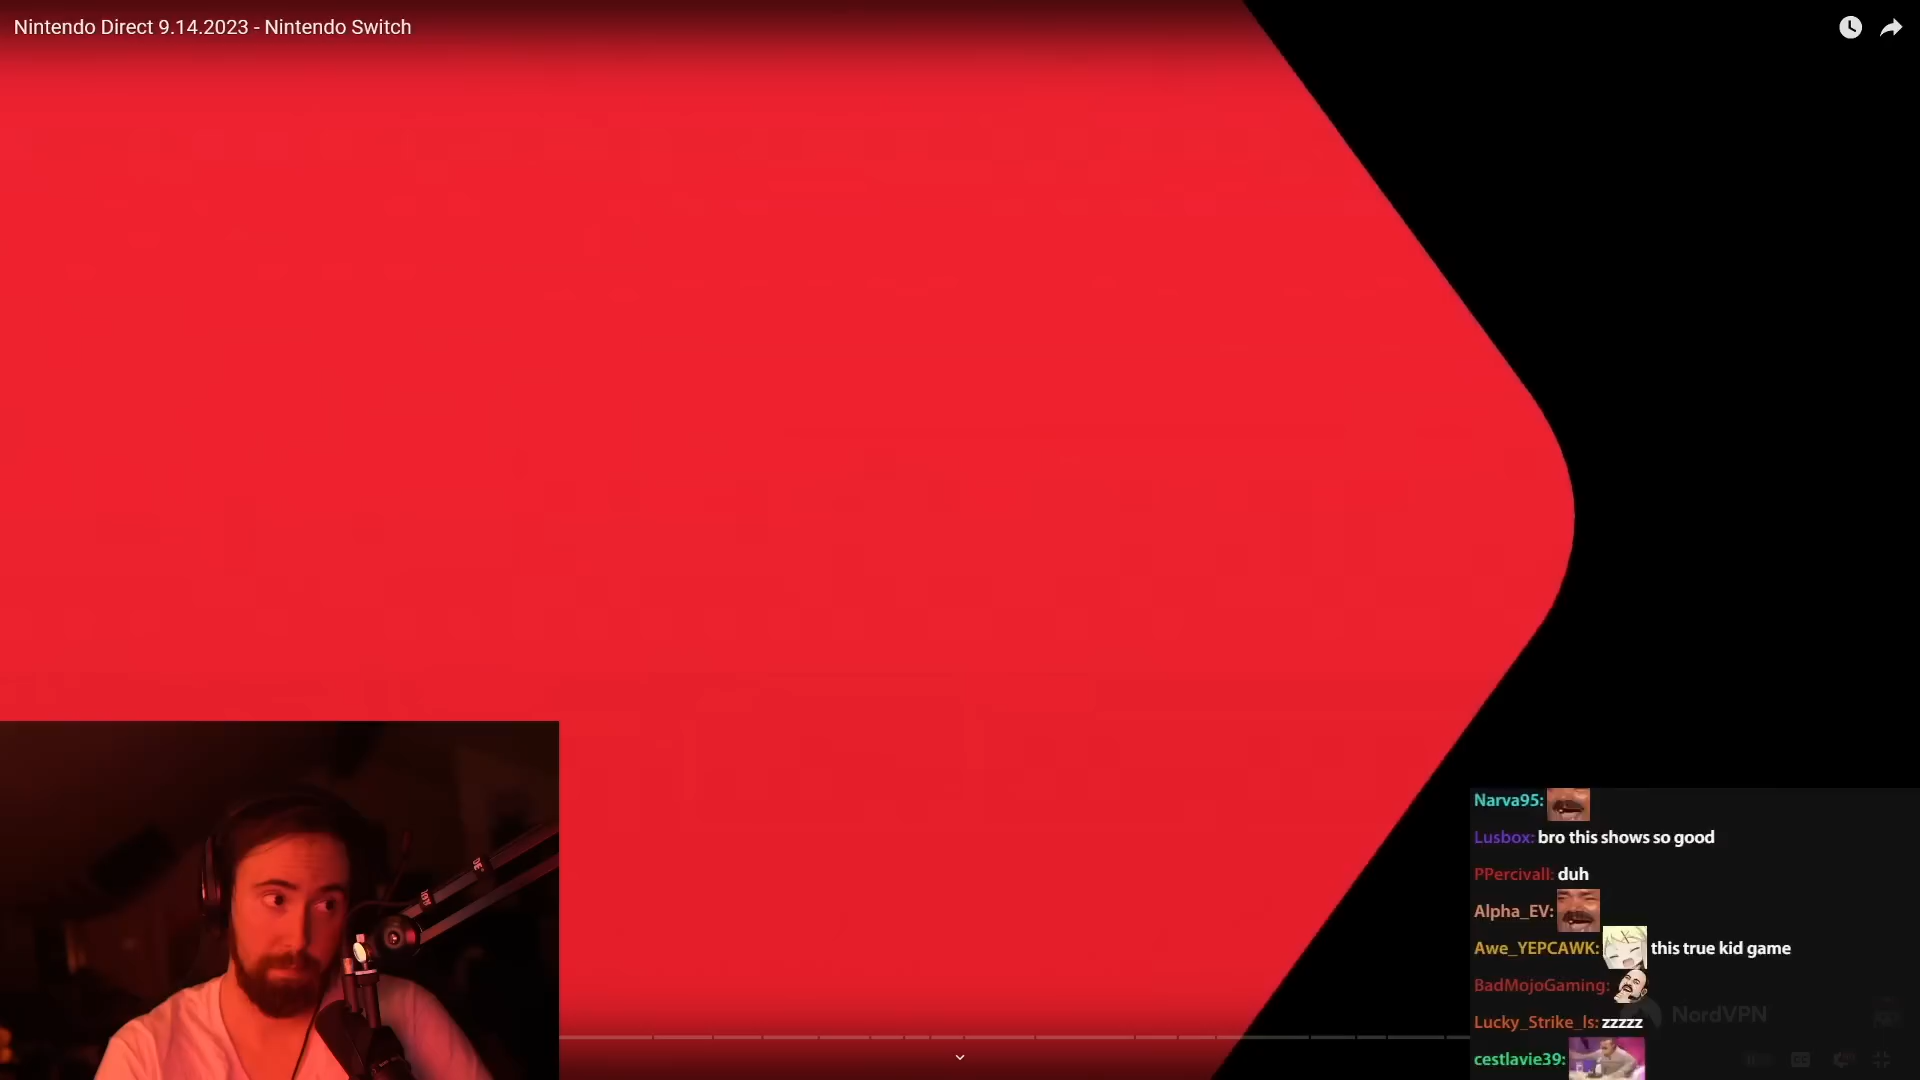 Nintendo Direct 9.14.2023 - Nintendo Switch
Narva95:
Lusbox: bro this shows so good
PPercivall: duh
Alpha_EV:
Awe_YEPCAWK: this true kid game
BadMojoGaming:
Lucky_Strike_ls: zzzzz
NordVPN
cestlavie39: